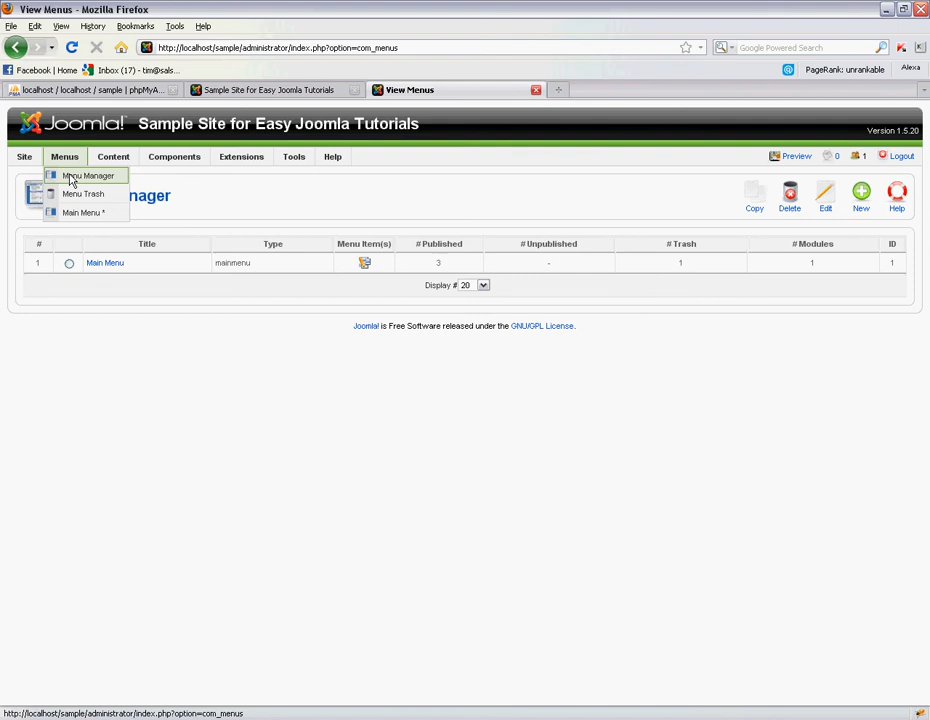 View Menus - Mozilla Firefox
File Edit View History Bookmarks Tools Help
http://localhost/sample/administrator/index.php?option=com_menus
Google Powered Search
Facebook | Home Inbox (17) - tim@sals... @ PageRank: unrankable Alexa
localhost / localhost / sample | phpMyA... Sample Site for Easy Joomla Tutorials View Menus
Joomla! Sample Site for Easy Joomla Tutorials
Version 1.5.20
Site Menus Content Components Extensions Tools Help Preview 0 1 Logout
Menu Manager
Menu Trash
Main Menu *
nager
Copy Delete Edit New Help
# Title Type Menu Item(s) # Published # Unpublished # Trash # Modules ID
1 Main Menu mainmenu 3 - 1 1 1
Display # 20
Joomla! is Free Software released under the GNU/GPL License.
http://localhost/sample/administrator/index.php?option=com_menus